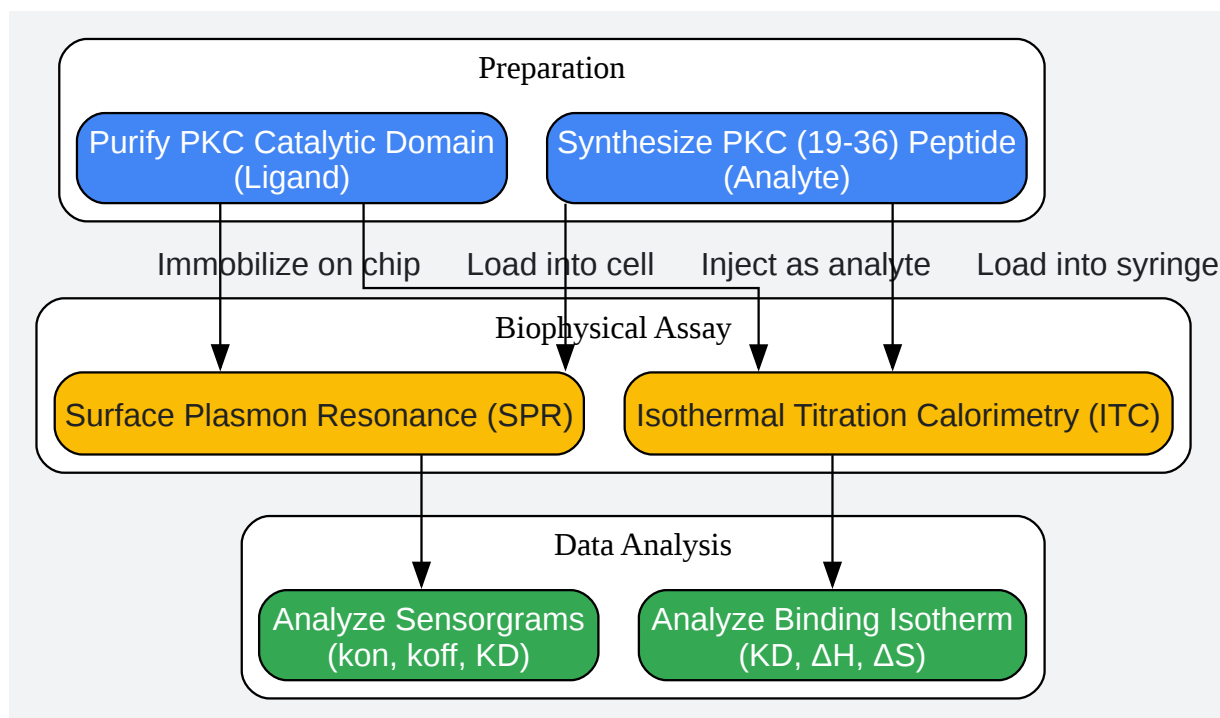 Preparation
Purify PKC Catalytic Domain
(Ligand)
Synthesize PKC (19-36) Peptide
(Analyte)
Immobilize on chip
Load into cell
Inject as analyte
Load into syringe
Biophysical Assay
Surface Plasmon Resonance (SPR)
Isothermal Titration Calorimetry (ITC)
Data Analysis
Analyze Sensorgrams
(kon, koff, KD)
Analyze Binding Isotherm
(KD, ΔH, ΔS)